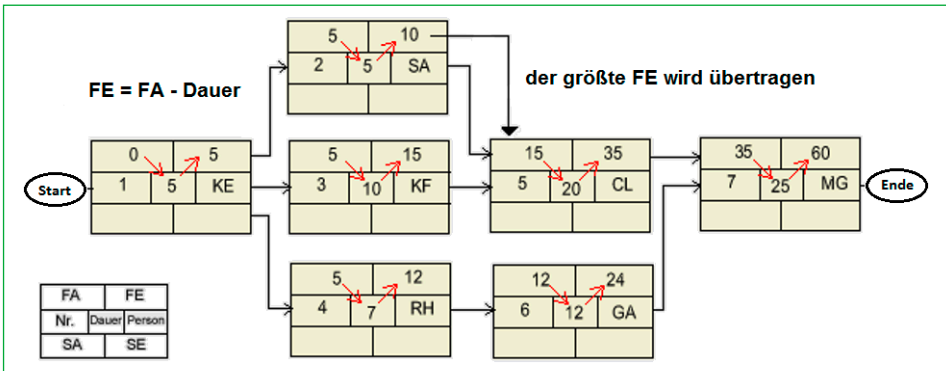 5 10
2 5 SA
FE = FA - Dauer
der größte FE wird übertragen
0 5
1 5 KE
5 15
3 10 KF
15 35
5 20 CL
35 60
7 25 MG
Start
Ende
5 12
4 7 RH
12 24
6 12 GA
FA FE
Nr. Dauer Person
SA SE